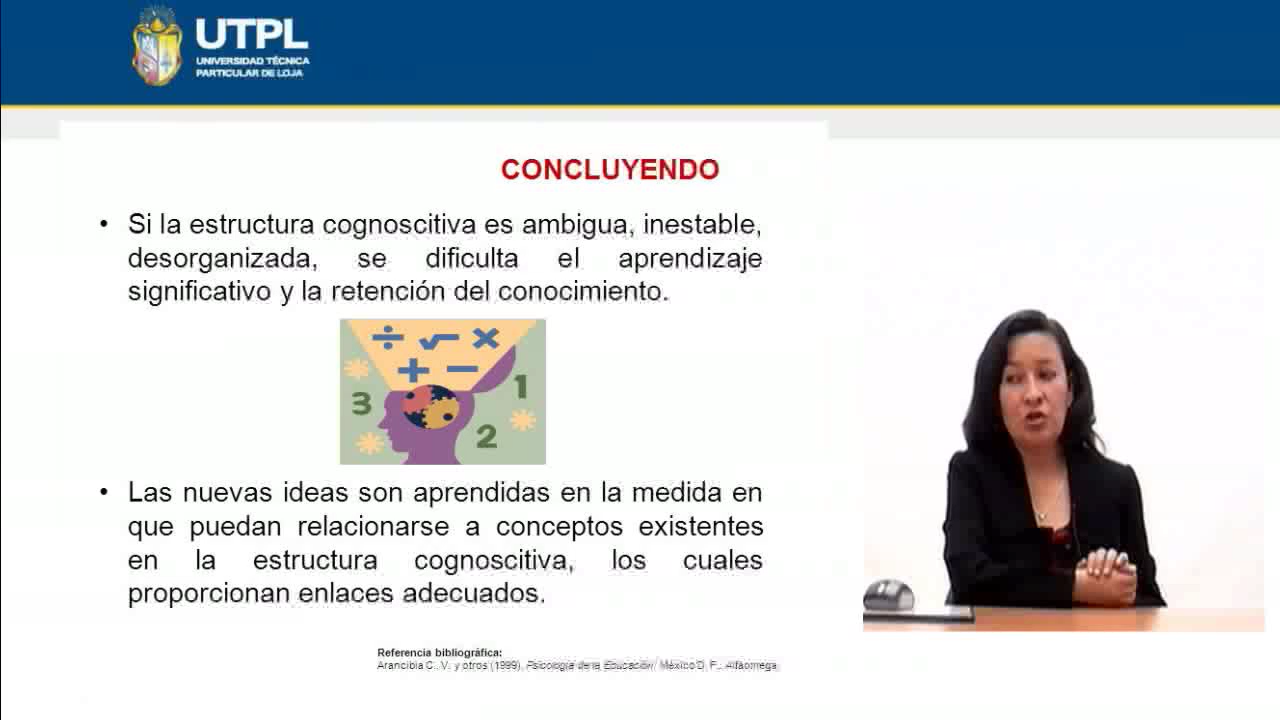 UTPL
UNIVERSIDAD TÉCNICA
PARTICULAR DE LOJA
CONCLUYENDO
• Si la estructura cognoscitiva es ambigua, inestable,
desorganizada, se dificulta el aprendizaje
significativo y la retención del conocimiento.
÷ √ ×
+ −
3 1
2
• Las nuevas ideas son aprendidas en la medida en
que puedan relacionarse a conceptos existentes
en la estructura cognoscitiva, los cuales
proporcionan enlaces adecuados.
Referencia bibliográfica:
Arancibia C., V. y otros (1999). Psicología de la Educación. México D. F.. Alfaomega.